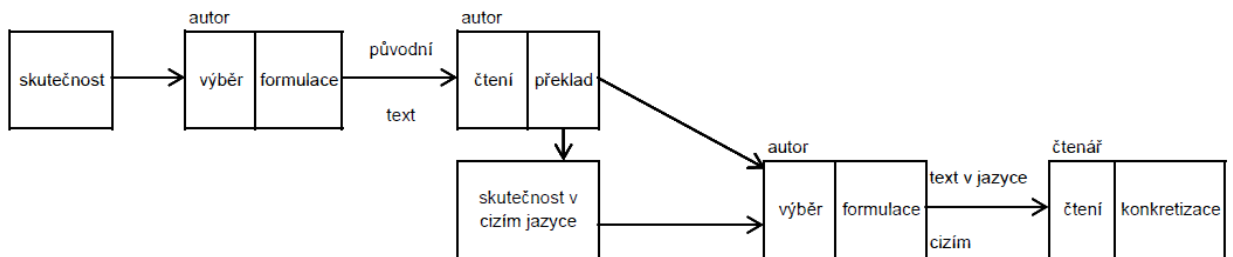 autor
autor
skutečnost
výběr
formulace
původní
text
čtení
překlad
skutečnost v
cizím jazyce
autor
výběr
formulace
text v jazyce
cizím
čtenář
čtení
konkretizace